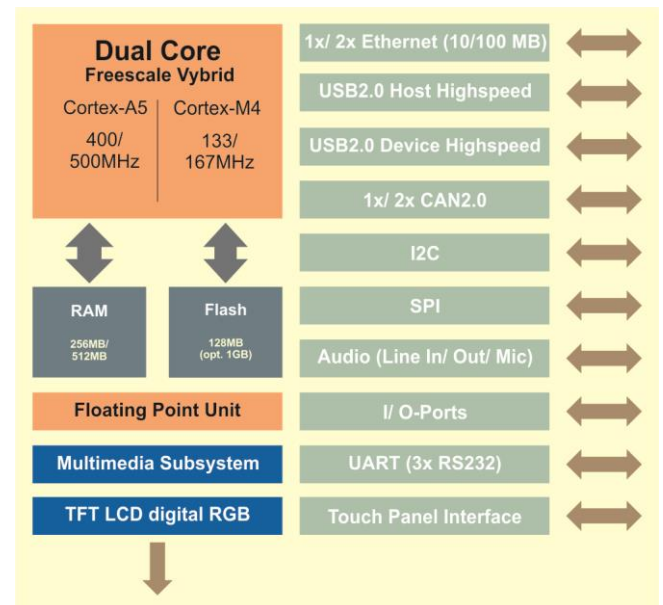 Dual Core
Freescale Vybrid
Cortex-A5
400/
500MHz
Cortex-M4
133/
167MHz
RAM
256MB/
512MB
Flash
128MB
(opt. 1GB)
Floating Point Unit
Multimedia Subsystem
TFT LCD digital RGB
1x/ 2x Ethernet (10/100 MB)
USB2.0 Host Highspeed
USB2.0 Device Highspeed
1x/ 2x CAN2.0
I2C
SPI
Audio (Line In/ Out/ Mic)
I/ O-Ports
UART (3x RS232)
Touch Panel Interface